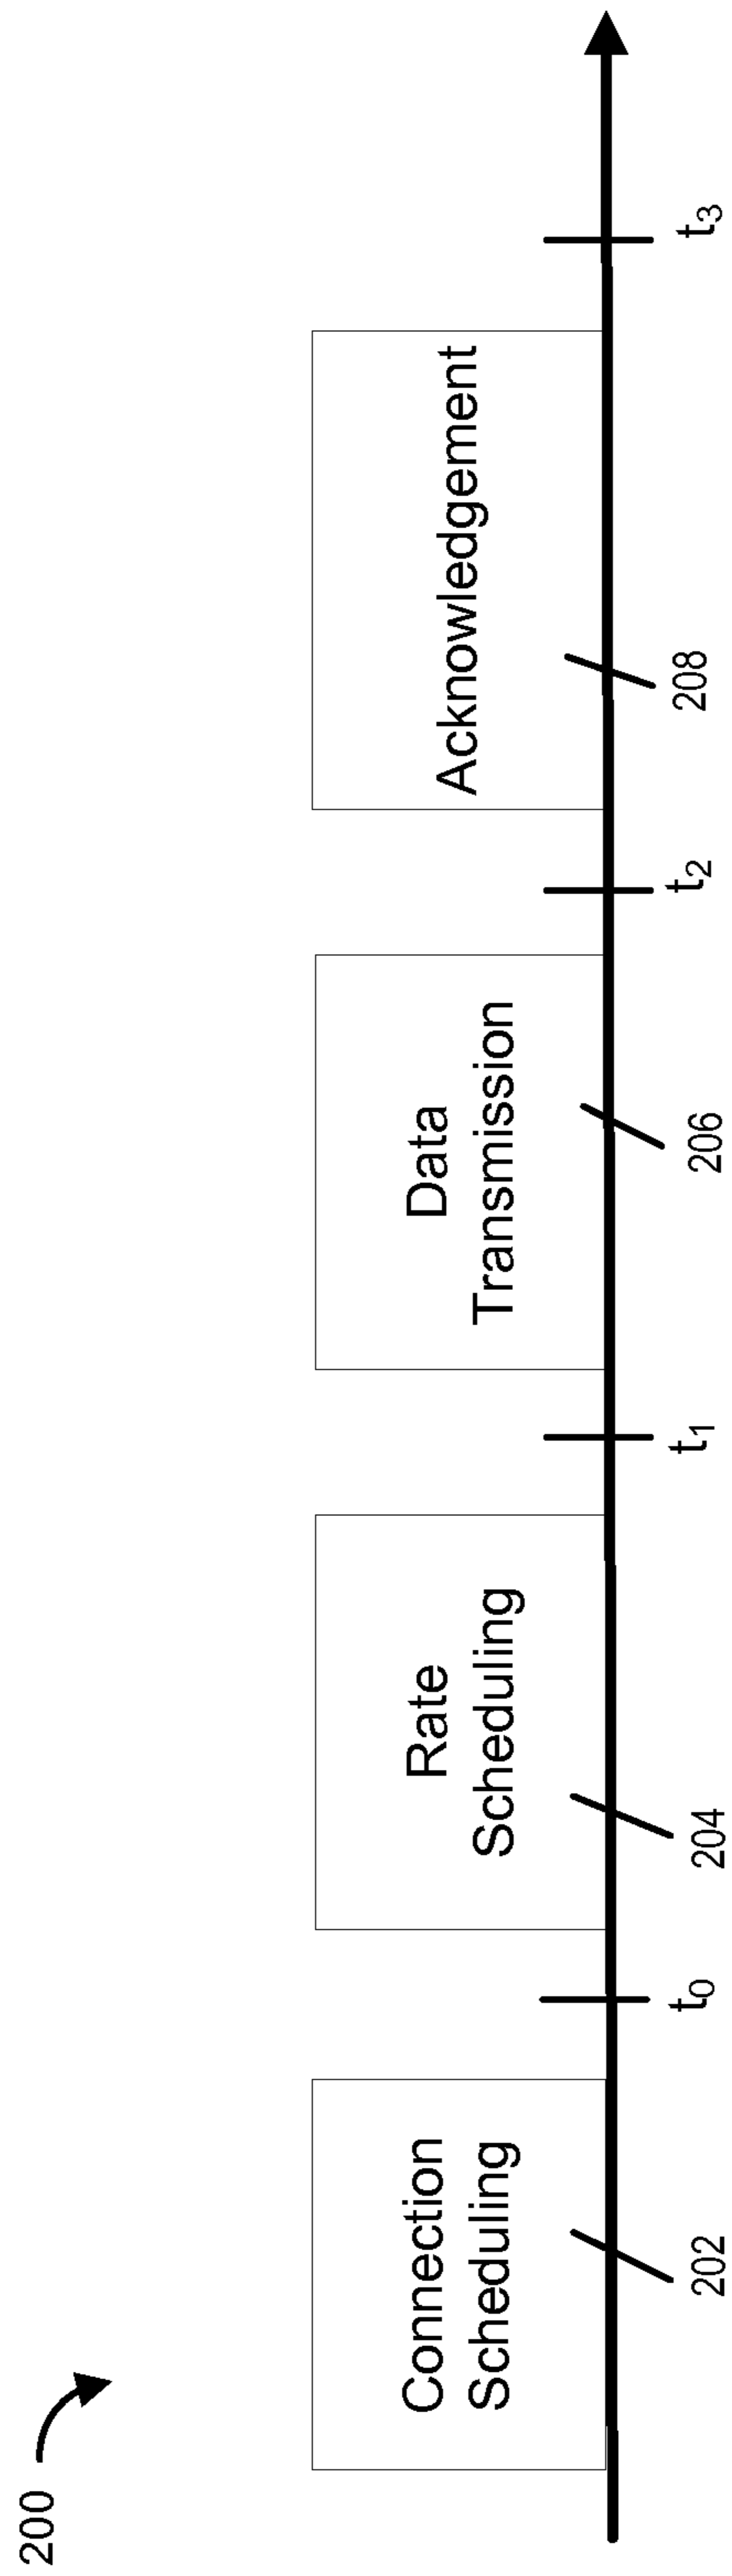 200
Connection
Scheduling
Rate
Scheduling
Data
Transmission
Acknowledgement
202
t0
204
t1
206
t2
208
t3